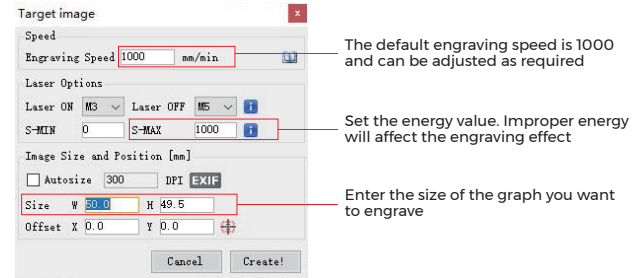 Target image
x
Speed
Engraving Speed 1000 mm/min
The default engraving speed is 1000
and can be adjusted as required
Laser Options
Laser ON M3 Laser OFF M5 i
S-MIN 0 S-MAX 1000 i
Set the energy value. Improper energy
will affect the engraving effect
Image Size and Position [mm]
Autosize 300 DPI EXIF
Size W 50.0 H 49.5
Enter the size of the graph you want
to engrave
Offset X 0.0 Y 0.0
Cancel Create!